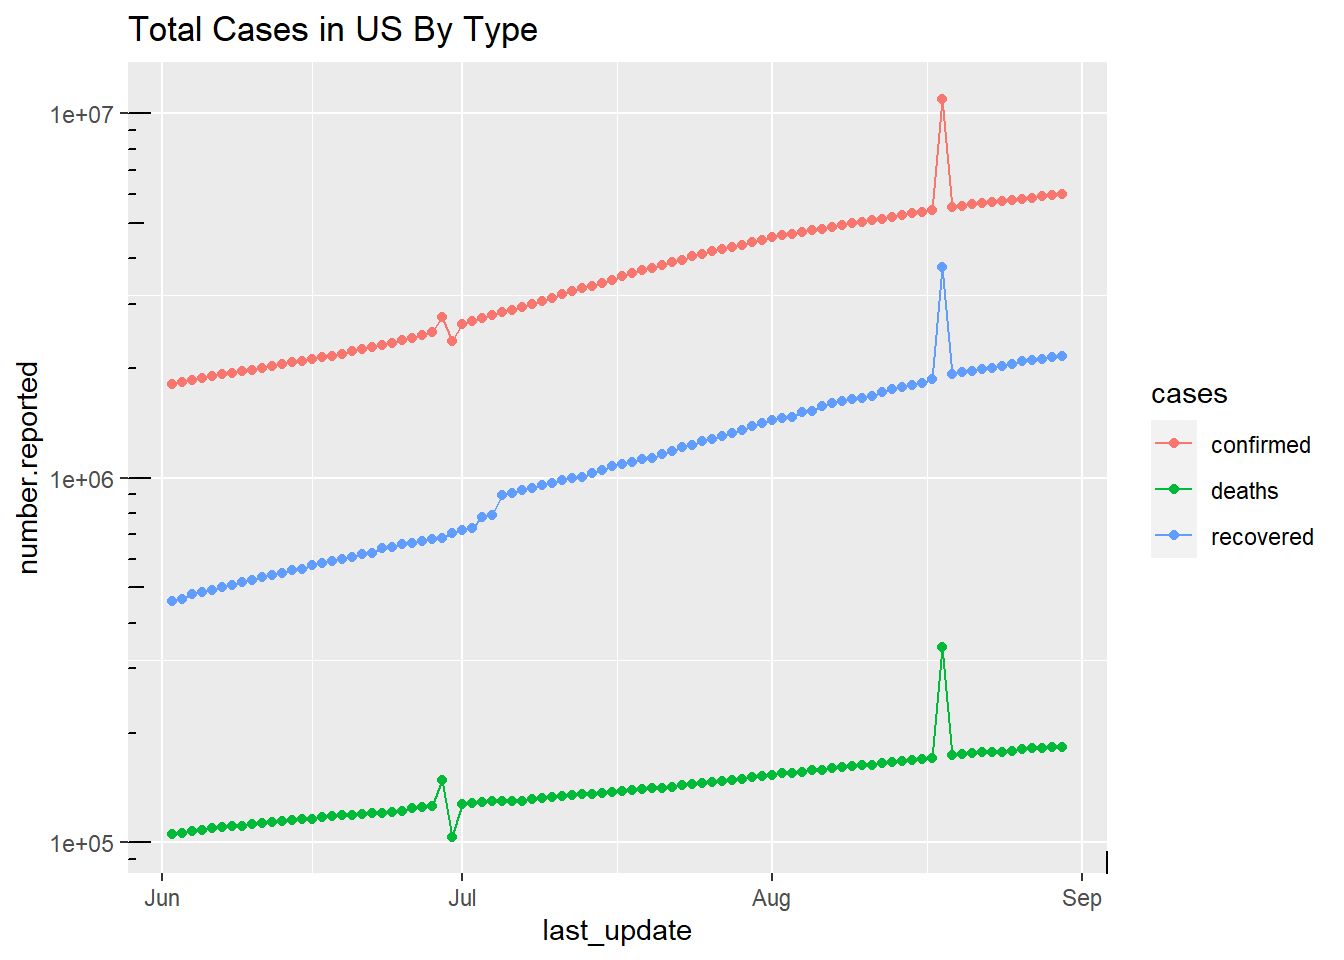 Total Cases in US By Type
number.reported
1e+07
1e+06
1e+05
Jun
Jul
Aug
Sep
last_update
cases
confirmed
deaths
recovered